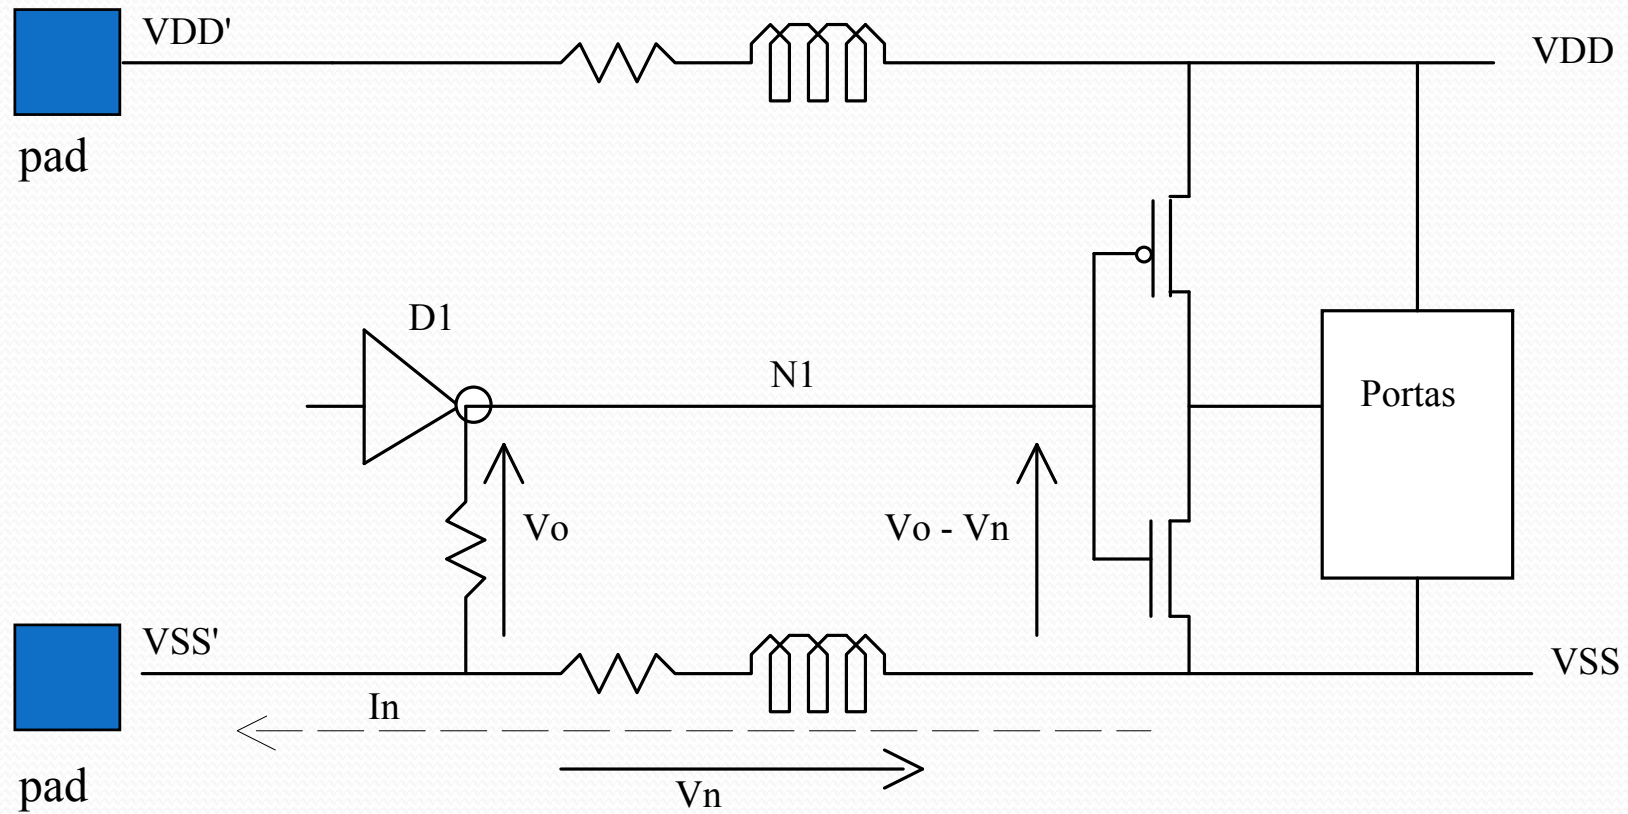 VDD'
VDD
pad
D1
N1
Portas
Vo
Vo - Vn
VSS'
VSS
In
pad
Vn